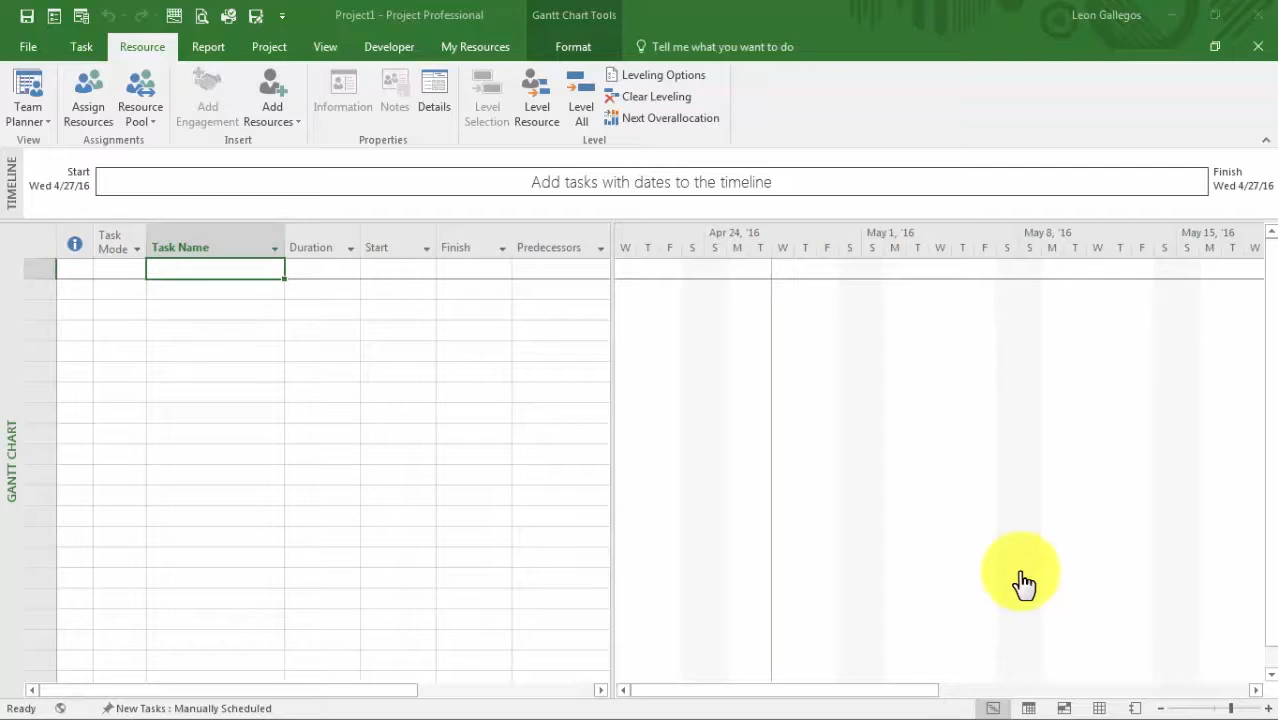 Project1 - Project Professional
Gantt Chart Tools
Leon Gallegos
File Task Resource Report Project View Developer My Resources Format Tell me what you want to do
Team Planner
Assign Resources
Resource Pool
Add Engagement
Add Resources
Information
Notes
Details
Level Selection
Level Resource
Level All
Leveling Options
Clear Leveling
Next Overallocation
View Assignments Insert Properties Level
TIMELINE
Start
Wed 4/27/16
Add tasks with dates to the timeline
Finish
Wed 4/27/16
Task Mode
Task Name
Duration
Start
Finish
Predecessors
Apr 24, '16 May 1, '16 May 8, '16 May 15, '16
W T F S S M T W T F S S M T W T F S S M T W T F S S M T W
GANTT CHART
Ready
New Tasks : Manually Scheduled